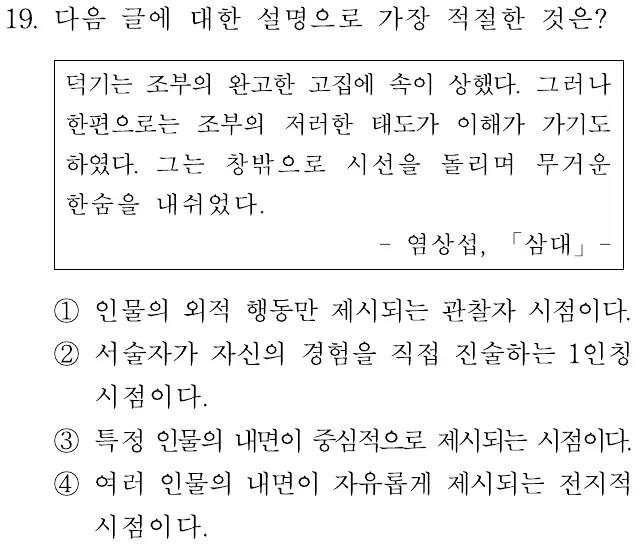 19. 다음 글에 대한 설명으로 가장 적절한 것은?
덕기는 조부의 완고한 고집에 속이 상했다. 그러나
한편으로는 조부의 저러한 태도가 이해가 가기도
하였다. 그는 창밖으로 시선을 돌리며 무거운
한숨을 내쉬었다.
- 염상섭, 「삼대」-
① 인물의 외적 행동만 제시되는 관찰자 시점이다.
② 서술자가 자신의 경험을 직접 진술하는 1인칭
시점이다.
③ 특정 인물의 내면이 중심적으로 제시되는 시점이다.
④ 여러 인물의 내면이 자유롭게 제시되는 전지적
시점이다.